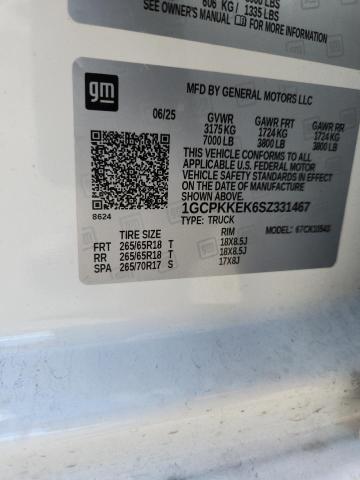 606 KG / 1335 LBS
SEE OWNER'S MANUAL FOR MORE INFORMATION
gm
MFD BY GENERAL MOTORS LLC
06/25
GVWR GAWR FRT GAWR RR
3175 KG 1724 KG 1724 KG
7000 LB 3800 LB 3800 LB
THIS VEHICLE CONFORMS TO ALL APPLICABLE
U.S. FEDERAL MOTOR
VEHICLE SAFETY
STANDARDS IN EFFECT ON THE DATE OF MANUFACTURE
SHOWN ABOVE.
1GCPKKEK6SZ331467
TYPE: TRUCK
8624
MODEL:
TIRE SIZE RIM
FRT 265/65R18 T 18X8.5J
RR 265/65R18 T 18X8.5J
SPA 265/70R17 S 17X8J